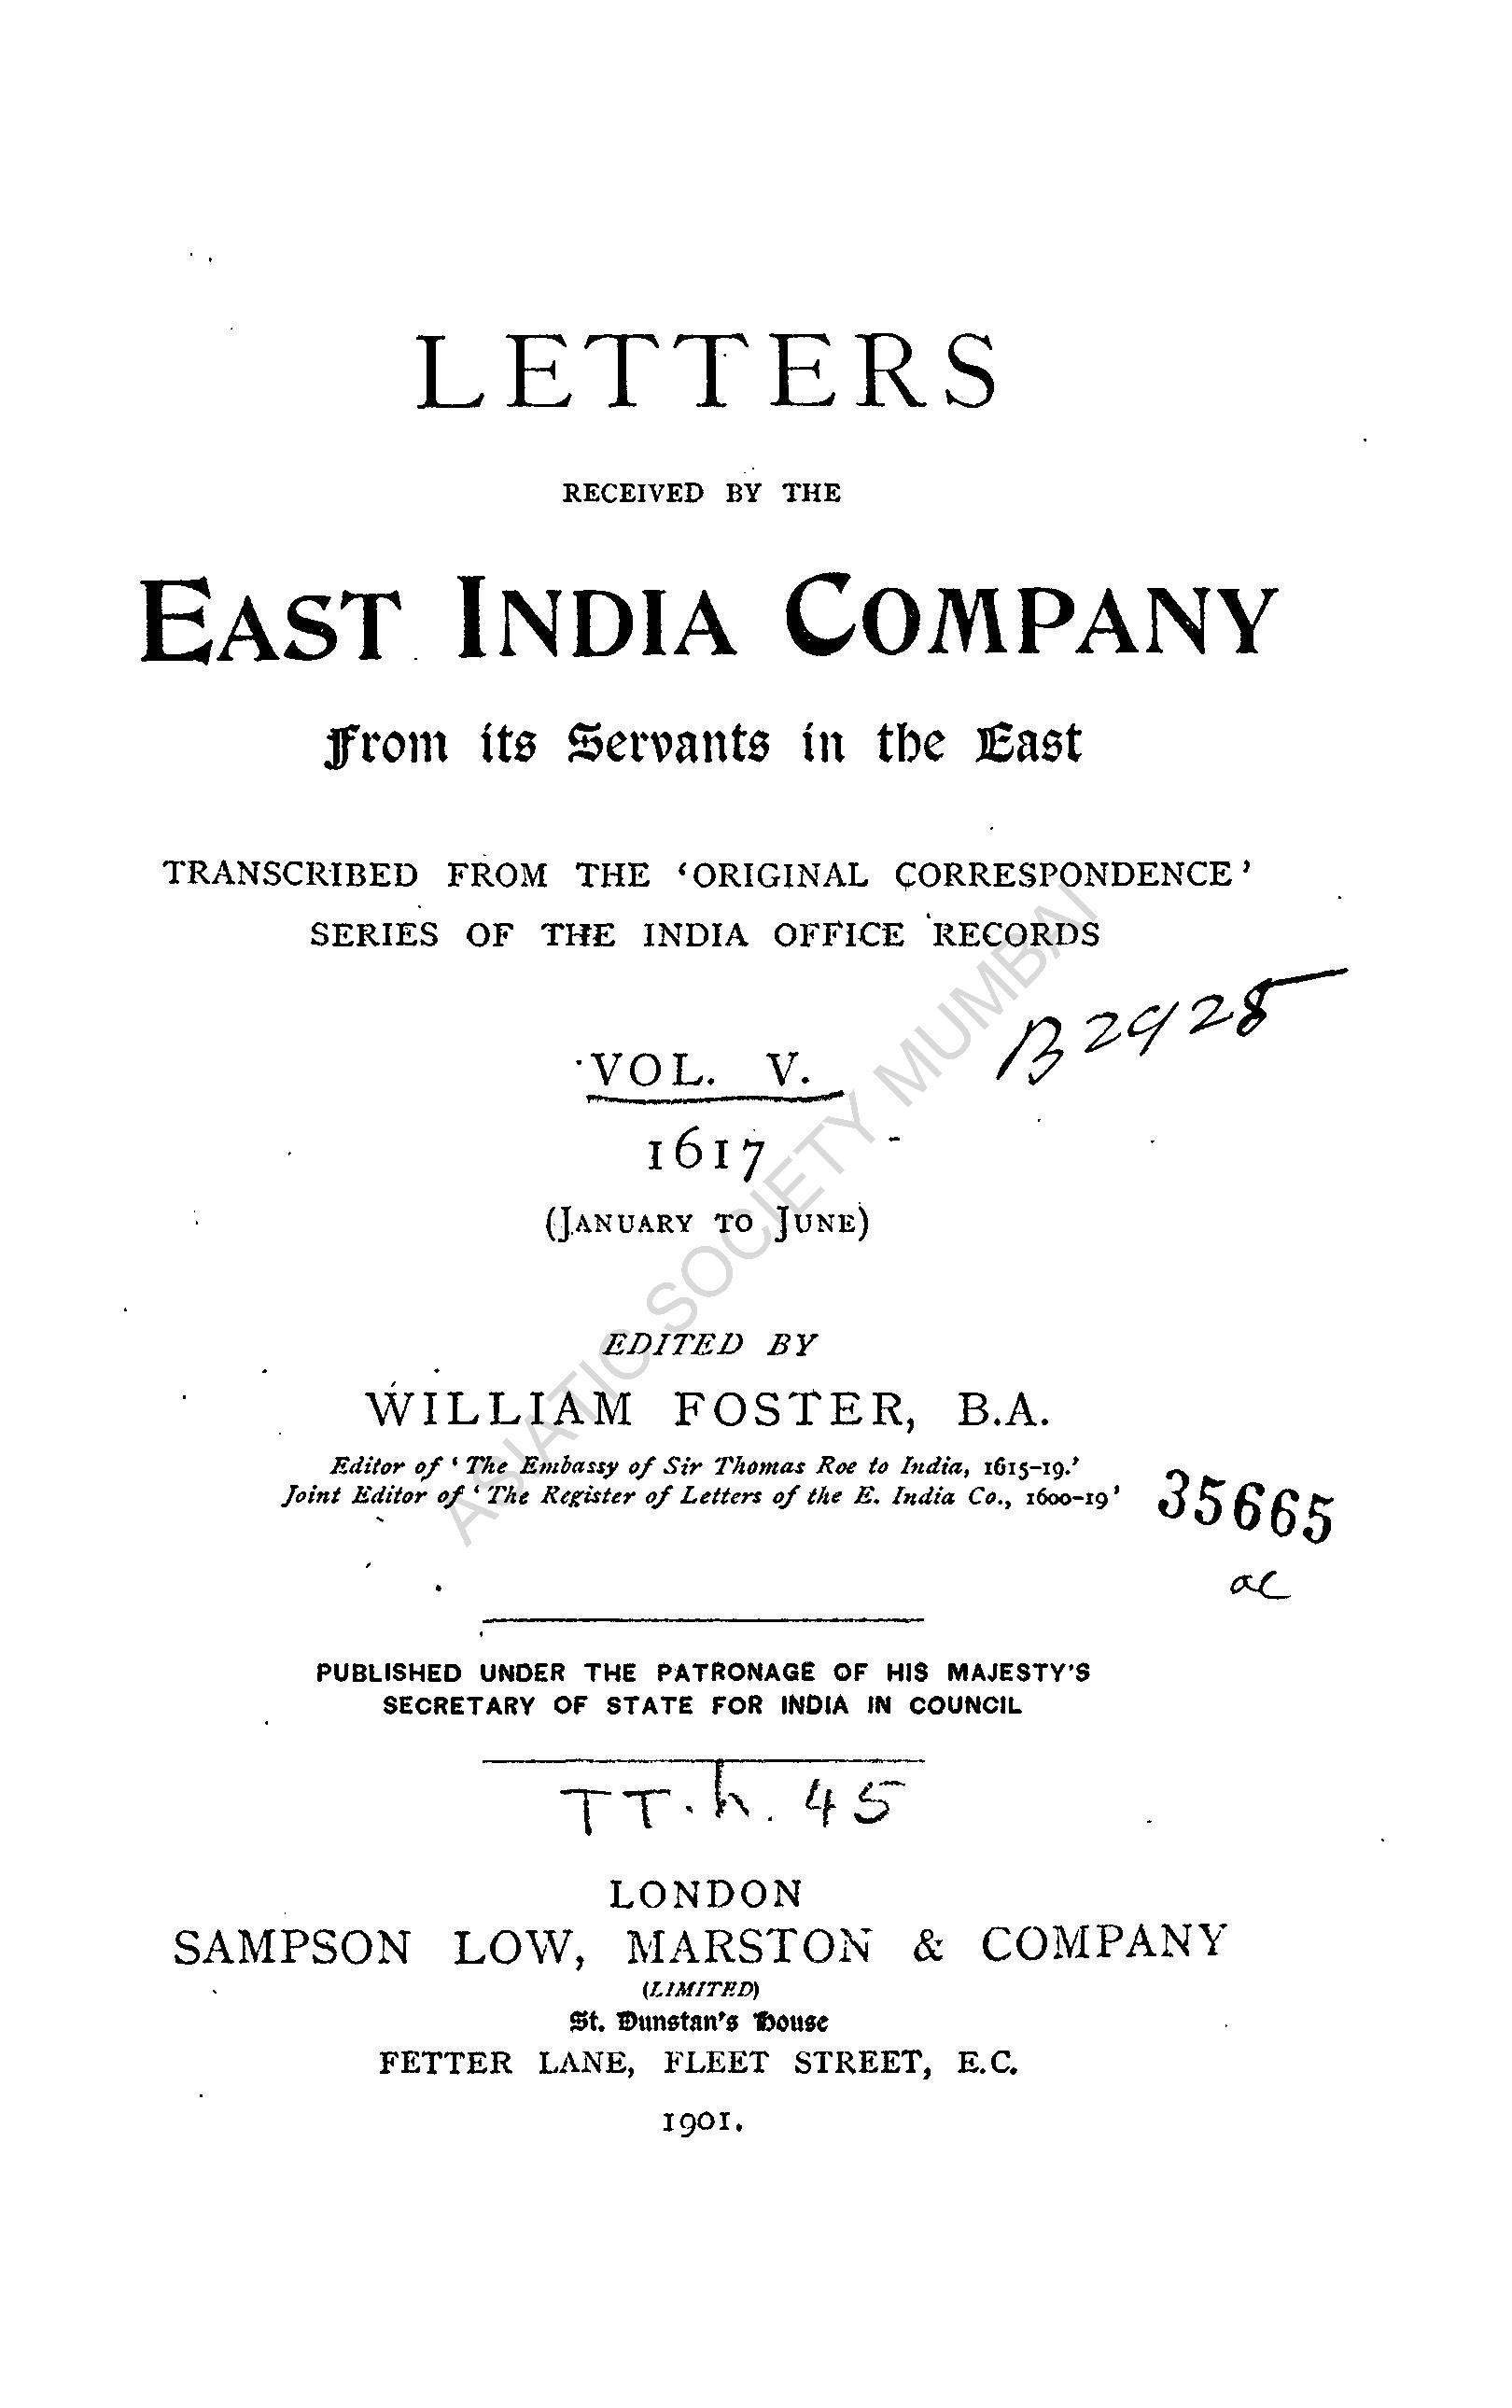 LETTERS
RECEIVED BY THE
EAST INDIA COMPANY
From its Servants in the East
TRANSCRIBED FROM THE ‘ORIGINAL CORRESPONDENCE’
SERIES OF THE INDIA OFFICE RECORDS
B2928
VOL. V.
1617
(JANUARY TO JUNE)
EDITED BY
WILLIAM FOSTER, B.A.
Editor of ‘The Embassy of Sir Thomas Roe to India, 1615-19.’
Joint Editor of ‘The Register of Letters of the E. India Co., 1600-19’
35665
PUBLISHED UNDER THE PATRONAGE OF HIS MAJESTY'S
SECRETARY OF STATE FOR INDIA IN COUNCIL
TT.h.45
LONDON
SAMPSON LOW, MARSTON & COMPANY
(LIMITED)
St. Dunstan's House
FETTER LANE, FLEET STREET, E.C.
1901.
ASIATIC SOCIETY MUMBAI